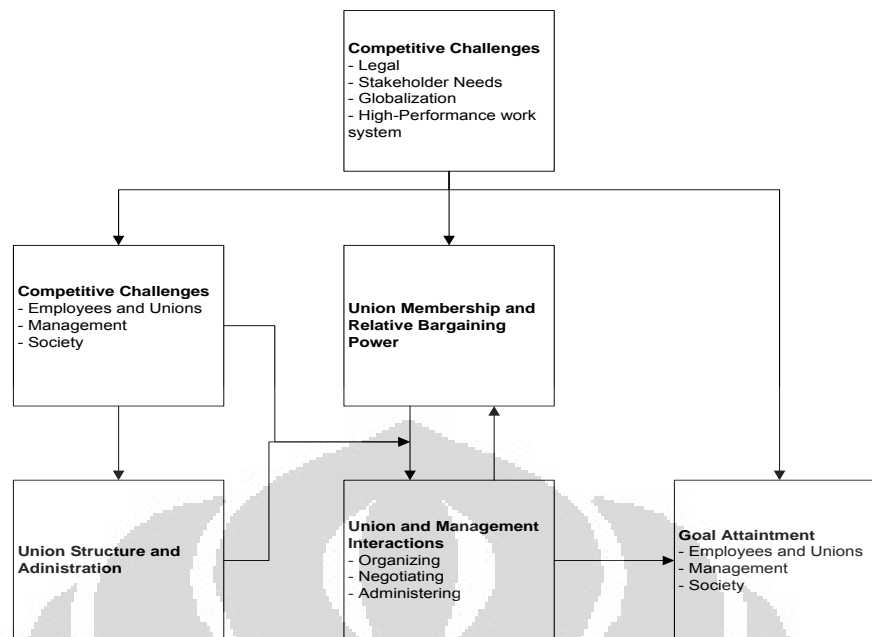 Competitive Challenges
- Legal
- Stakeholder Needs
- Globalization
- High-Performance work
system
Competitive Challenges
- Employees and Unions
- Management
- Society
Union Membership and
Relative Bargaining
Power
Union Structure and
Adinistration
Union and Management
Interactions
- Organizing
- Negotiating
- Administering
Goal Attaintment
- Employees and Unions
- Management
- Society